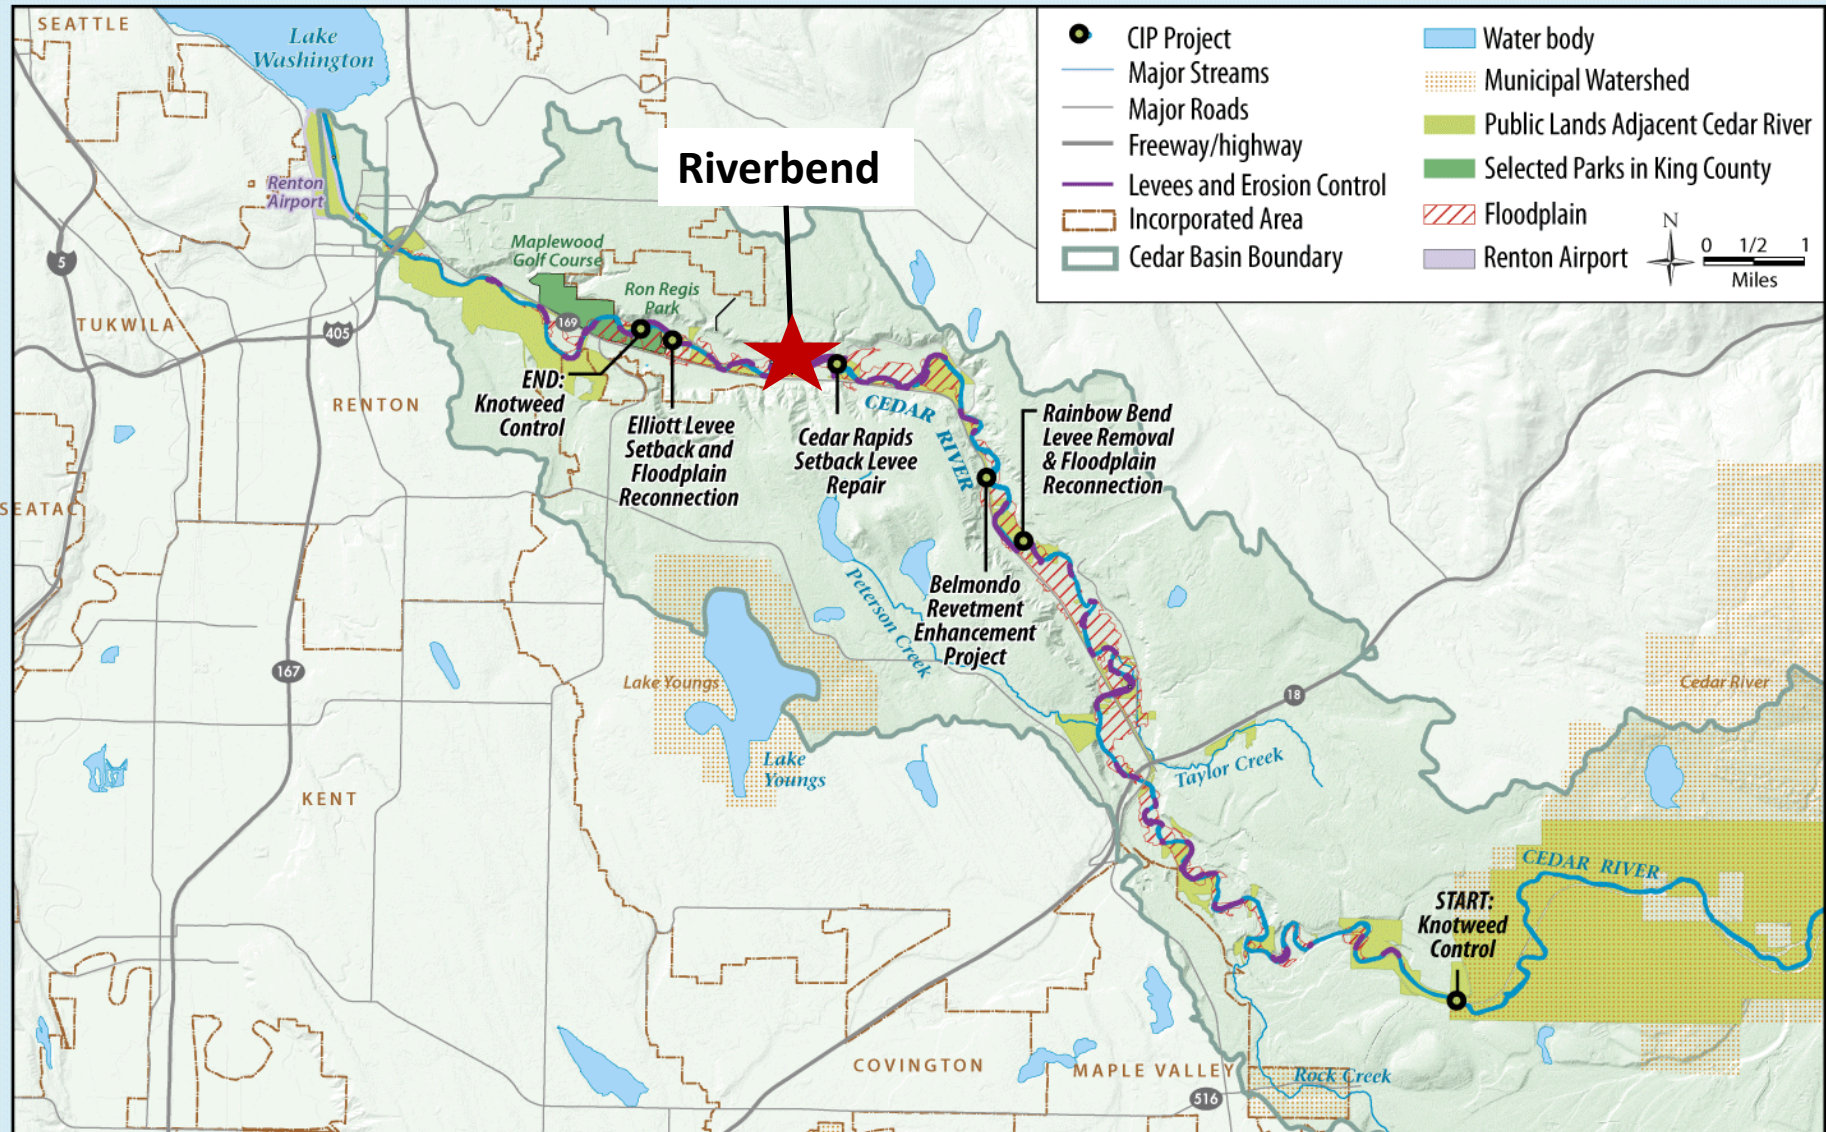 SEATTLE
Lake
Washington
Renton
Airport
Riverbend
CIP Project
Major Streams
Major Roads
Freeway/highway
Levees and Erosion Control
Incorporated Area
Cedar Basin Boundary
Water body
Municipal Watershed
Public Lands Adjacent Cedar River
Selected Parks in King County
Floodplain
Renton Airport
N
0 1/2 1
Miles
Maplewood
Golf Course
Ron Regis
Park
5
TUKWILA
405
169
RENTON
END:
Knotweed
Control
Elliott Levee
Setback and
Floodplain
Reconnection
Cedar Rapids
Setback Levee
Repair
CEDAR
RIVER
Rainbow Bend
Levee Removal
& Floodplain
Reconnection
SEATAC
Belmondo
Revetment
Enhancement
Project
Peterson Creek
167
Lake Youngs
Lake
Youngs
18
Cedar River
Taylor Creek
KENT
CEDAR RIVER
START:
Knotweed
Control
COVINGTON
MAPLE VALLEY
Rock Creek
516